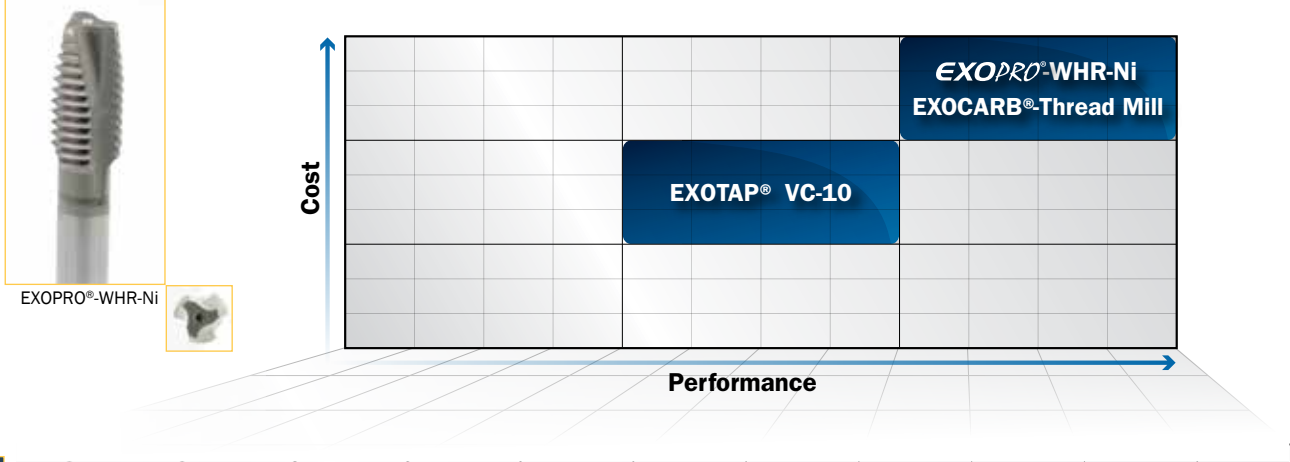 EXOPRO®-WHR-Ni
EXOCARB®-Thread Mill
EXOTAP® VC-10
Cost
EXOPRO®-WHR-Ni
Performance